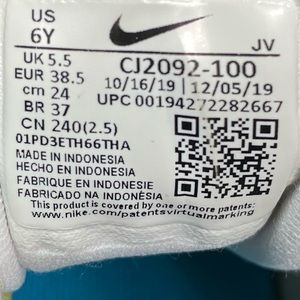 US
6Y
JV
UK 5.5
EUR 38.5
cm 24
BR 37
CN 240(2.5)
CJ2092-100
10/16/19 12/05/19
UPC 00194272282667
01PD3ETH66THA
MADE IN INDONESIA
HECHO EN INDONESIA
FABRIQUE EN INDONESIE
FABRICADO NA INDONÉSIA
This product is covered by one or more of
www.nike.com/patentsvirtualmarking